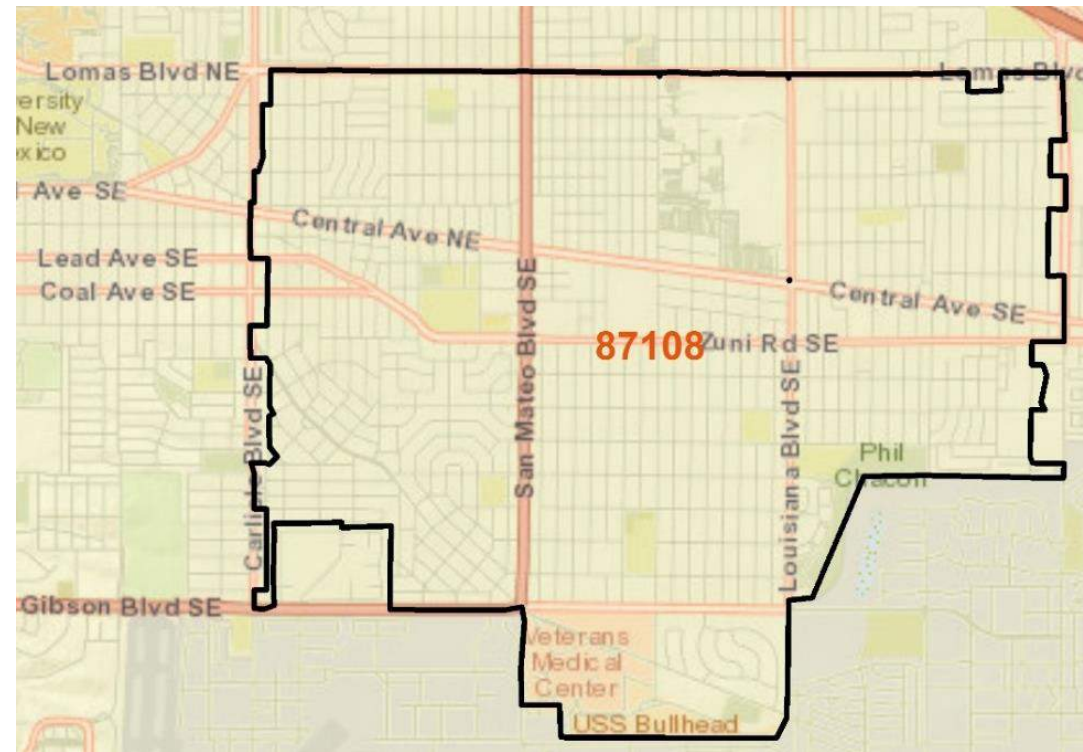 Lomas Blvd NE
Lomas Blvd
ersity
New
xico
Ave SE
Central Ave NE
Lead Ave SE
Coal Ave SE
Central Ave SE
San Mateo Blvd SE
87108
Zuni Rd SE
Carlisle Blvd SE
Louisiana Blvd SE
Phil
Chacon
Gibson Blvd SE
Veterans
Medical
Center
USS Bullhead